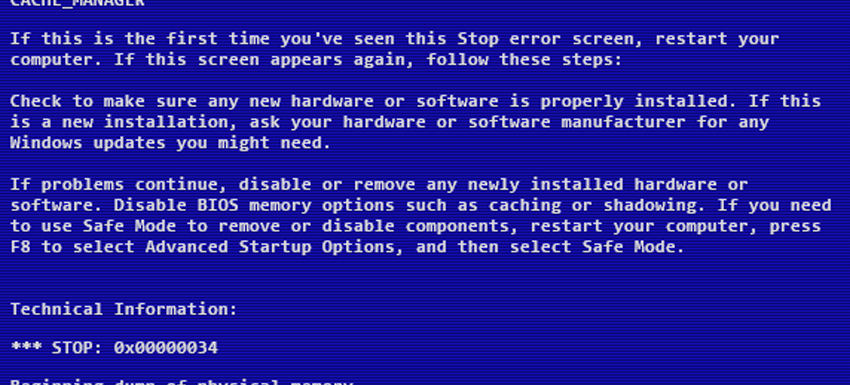 CACHE_MANAGER
If this is the first time you've seen this Stop error screen, restart your
computer. If this screen appears again, follow these steps:
Check to make sure any new hardware or software is properly installed. If this
is a new installation, ask your hardware or software manufacturer for any
Windows updates you might need.
If problems continue, disable or remove any newly installed hardware or
software. Disable BIOS memory options such as caching or shadowing. If you need
to use Safe Mode to remove or disable components, restart your computer, press
F8 to select Advanced Startup Options, and then select Safe Mode.
Technical Information:
*** STOP: 0x00000034
Beginning dump of physical memory